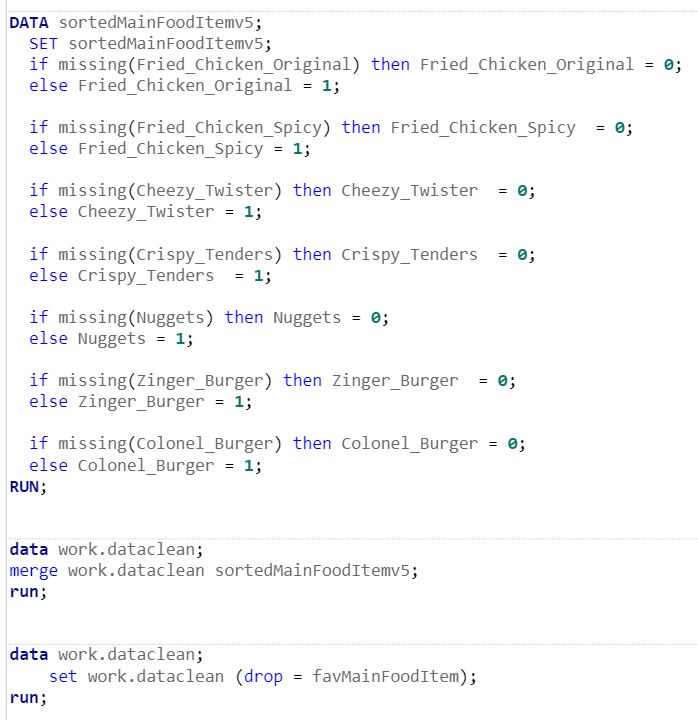 DATA sortedMainFoodItemv5;
  SET sortedMainFoodItemv5;
  if missing(Fried_Chicken_Original) then Fried_Chicken_Original = 0;
  else Fried_Chicken_Original = 1;

  if missing(Fried_Chicken_Spicy) then Fried_Chicken_Spicy  = 0;
  else Fried_Chicken_Spicy = 1;

  if missing(Cheezy_Twister) then Cheezy_Twister  = 0;
  else Cheezy_Twister = 1;

  if missing(Crispy_Tenders) then Crispy_Tenders  = 0;
  else Crispy_Tenders  = 1;

  if missing(Nuggets) then Nuggets = 0;
  else Nuggets = 1;

  if missing(Zinger_Burger) then Zinger_Burger  = 0;
  else Zinger_Burger = 1;

  if missing(Colonel_Burger) then Colonel_Burger = 0;
  else Colonel_Burger = 1;
RUN;

data work.dataclean;
merge work.dataclean sortedMainFoodItemv5;
run;

data work.dataclean;
    set work.dataclean (drop = favMainFoodItem);
run;